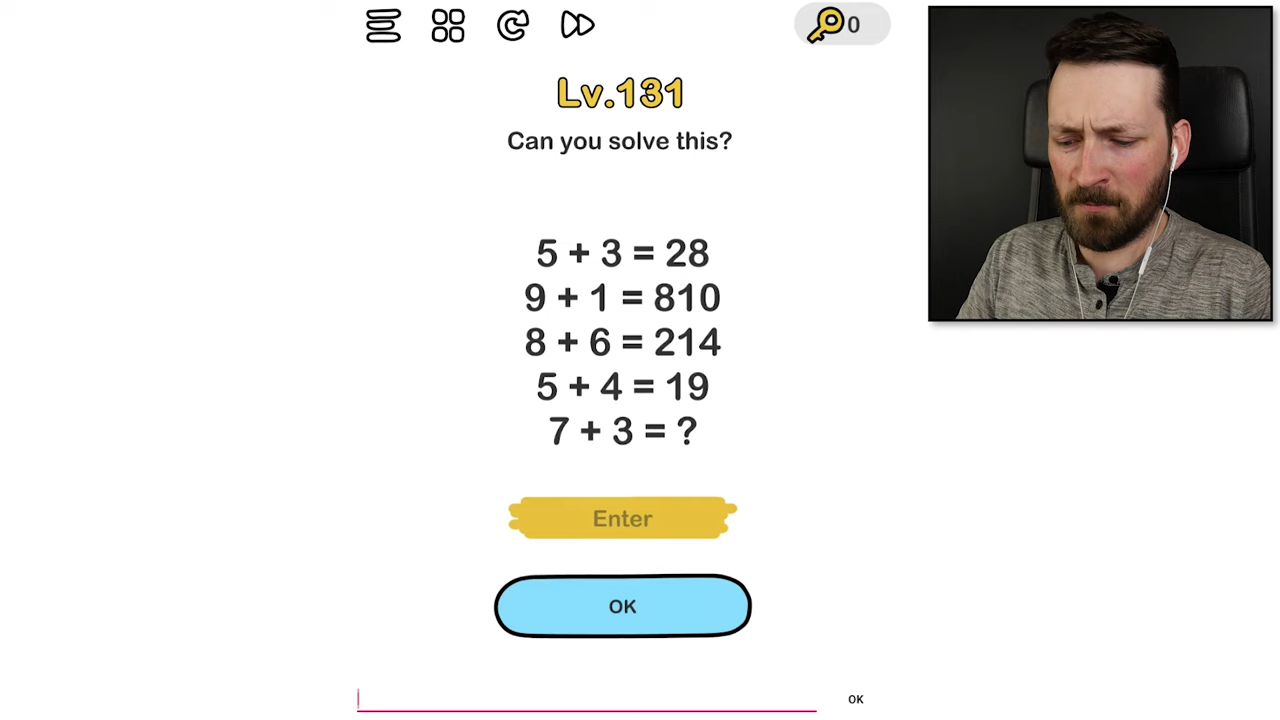 0
Lv.131
Can you solve this?
5 + 3 = 28
9 + 1 = 810
8 + 6 = 214
5 + 4 = 19
7 + 3 = ?
Enter
OK
OK